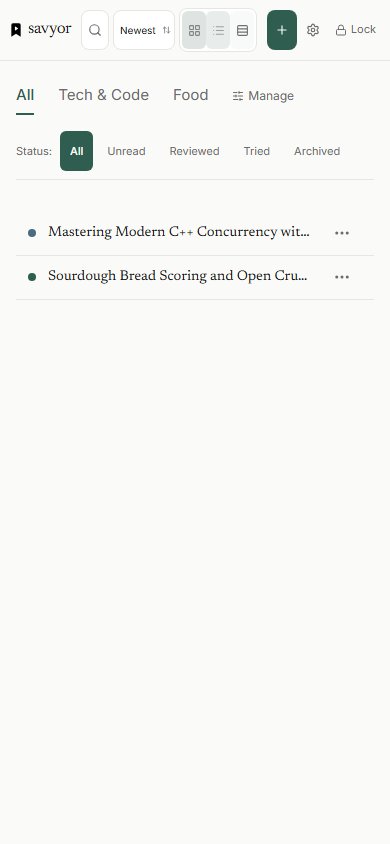 savyor Newest Lock
All Tech & Code Food Manage
Status: All Unread Reviewed Tried Archived
Mastering Modern C++ Concurrency wit...
Sourdough Bread Scoring and Open Cru...